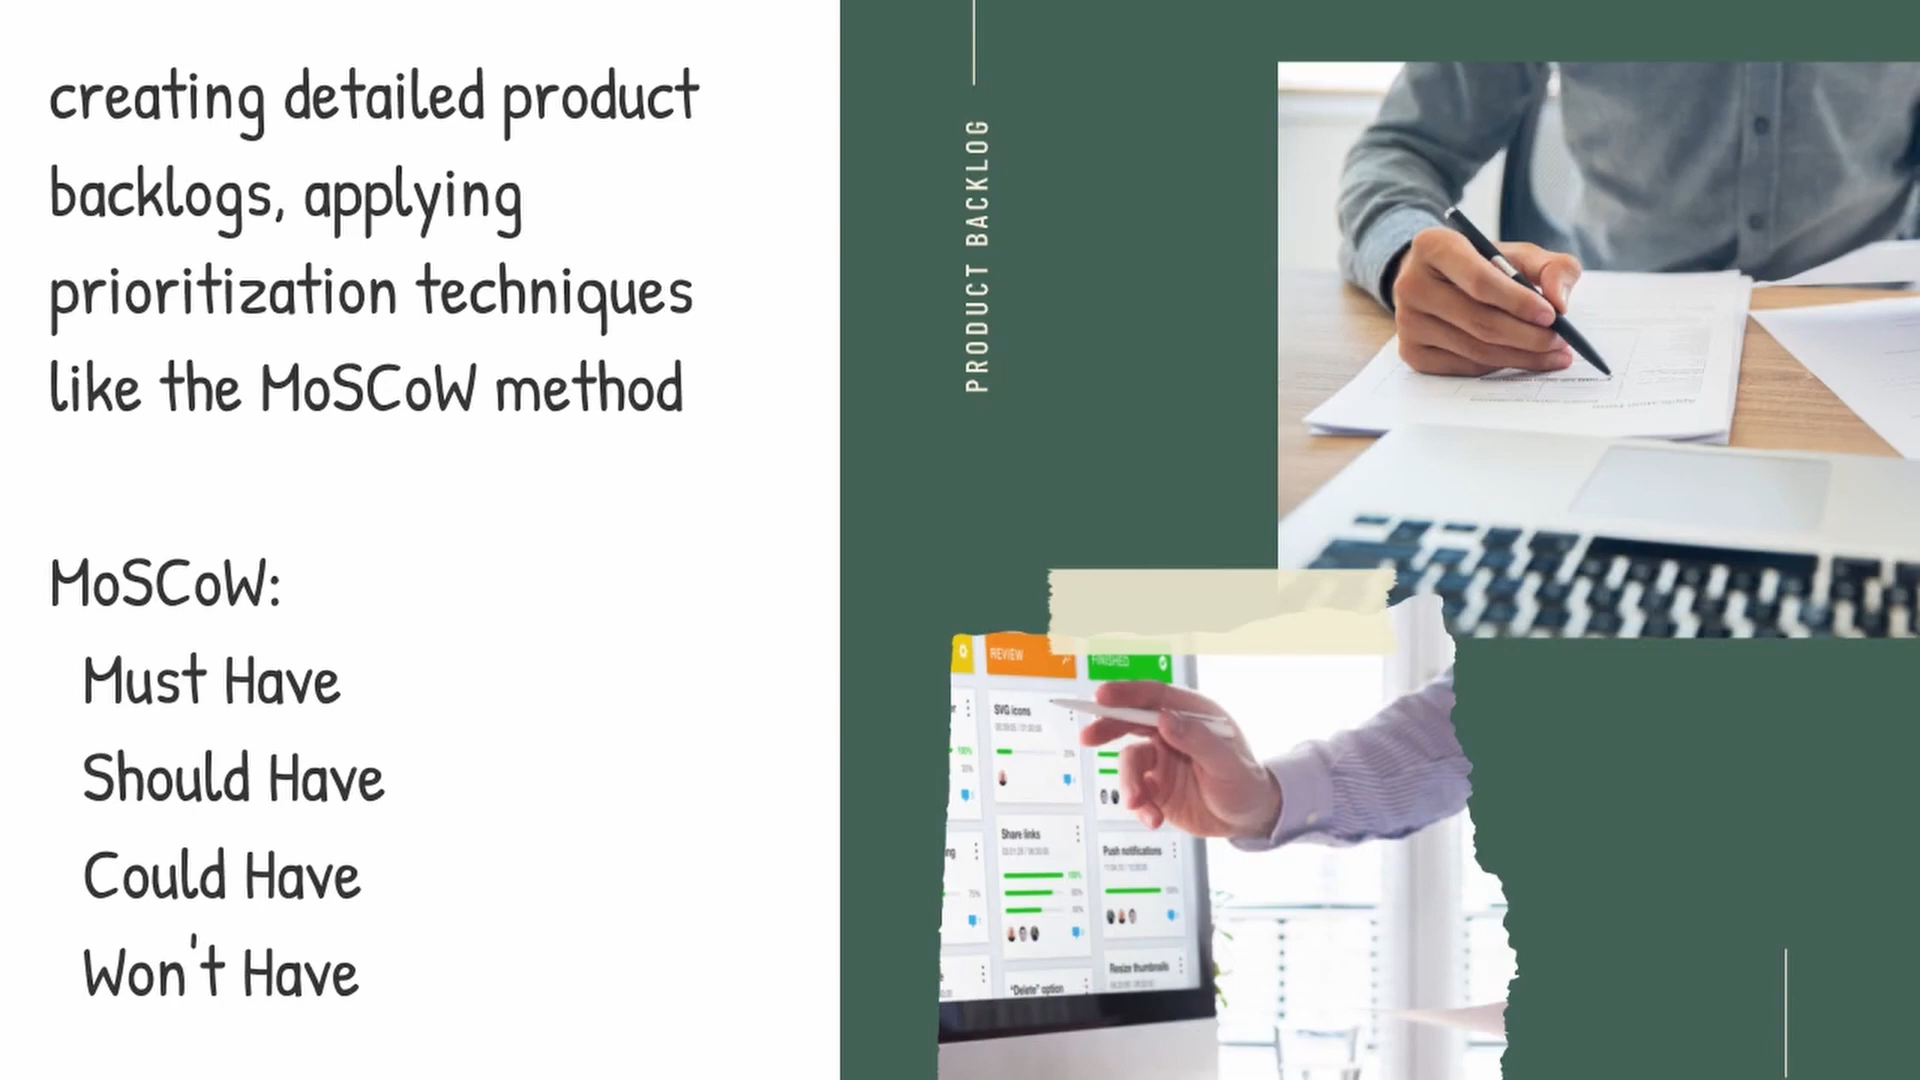 creating detailed product
backlogs, applying
prioritization techniques
like the MoSCoW method
MoSCoW:
Must Have
Should Have
Could Have
Won't Have
PRODUCT BACKLOG
REVIEW
FINISHED
SVG icons
Share links
Push notifications
Resize thumbnails
"Delete" option